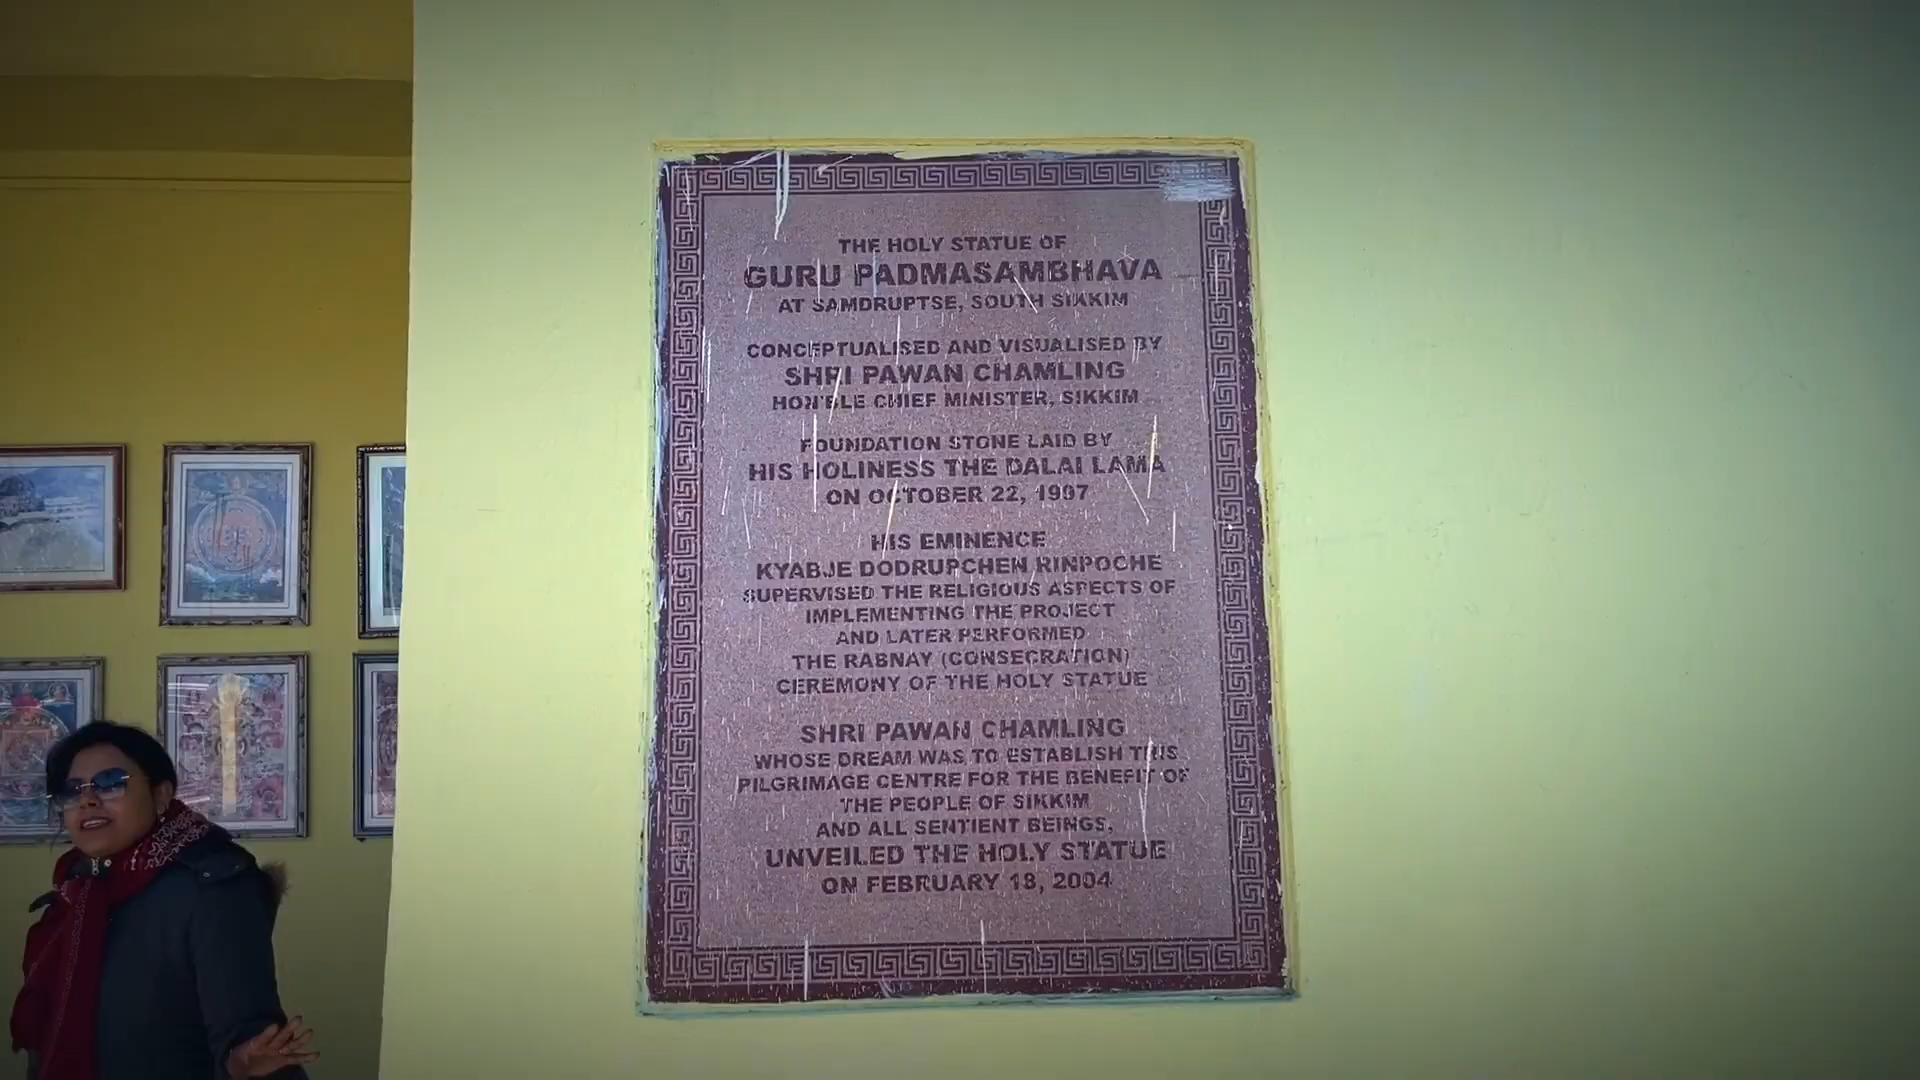 THE HOLY STATUE OF
GURU PADMASAMBHAVA
AT SAMDRUPTSE, SOUTH SIKKIM
CONCEPTUALISED AND VISUALISED BY
SHRI PAWAN CHAMLING
HON'BLE CHIEF MINISTER, SIKKIM
FOUNDATION STONE LAID BY
HIS HOLINESS THE DALAI LAMA
ON OCTOBER 22, 1997
HIS EMINENCE
KYABJE DODRUPCHEN RINPOCHE
SUPERVISED THE RELIGIOUS ASPECTS OF
IMPLEMENTING THE PROJECT
AND LATER PERFORMED
THE RABNAY (CONSECRATION)
CEREMONY OF THE HOLY STATUE
SHRI PAWAN CHAMLING
WHOSE DREAM WAS TO ESTABLISH THIS
PILGRIMAGE CENTRE FOR THE BENEFIT OF
THE PEOPLE OF SIKKIM
AND ALL SENTIENT BEINGS,
UNVEILED THE HOLY STATUE
ON FEBRUARY 18, 2004